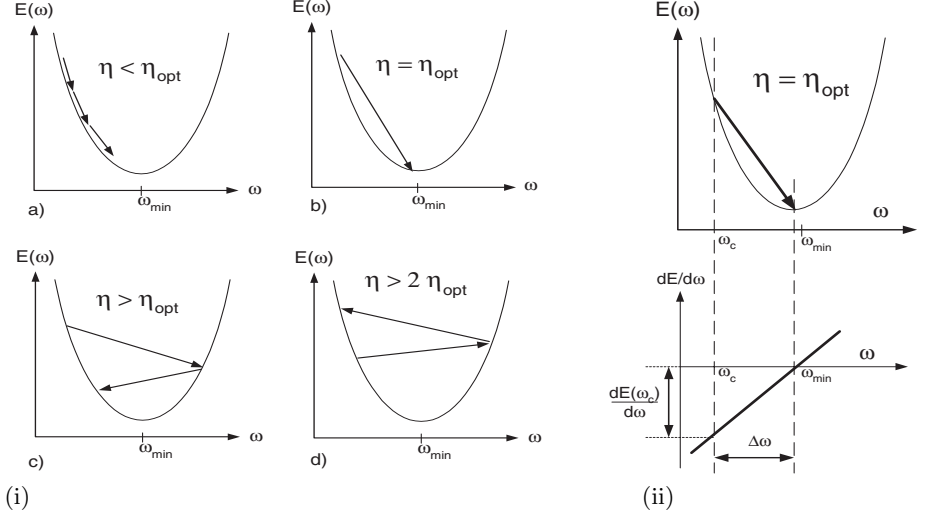 E(ω)
η < η_opt
ω
ω_min
a)
E(ω)
η = η_opt
ω
ω_min
b)
E(ω)
η > η_opt
ω
ω_min
c)
E(ω)
η > 2 η_opt
ω
ω_min
d)
(i)
E(ω)
η = η_opt
ω
ω_c
ω_min
dE/dω
ω
ω_c
ω_min
dE(ω_c)
dω
Δω
(ii)